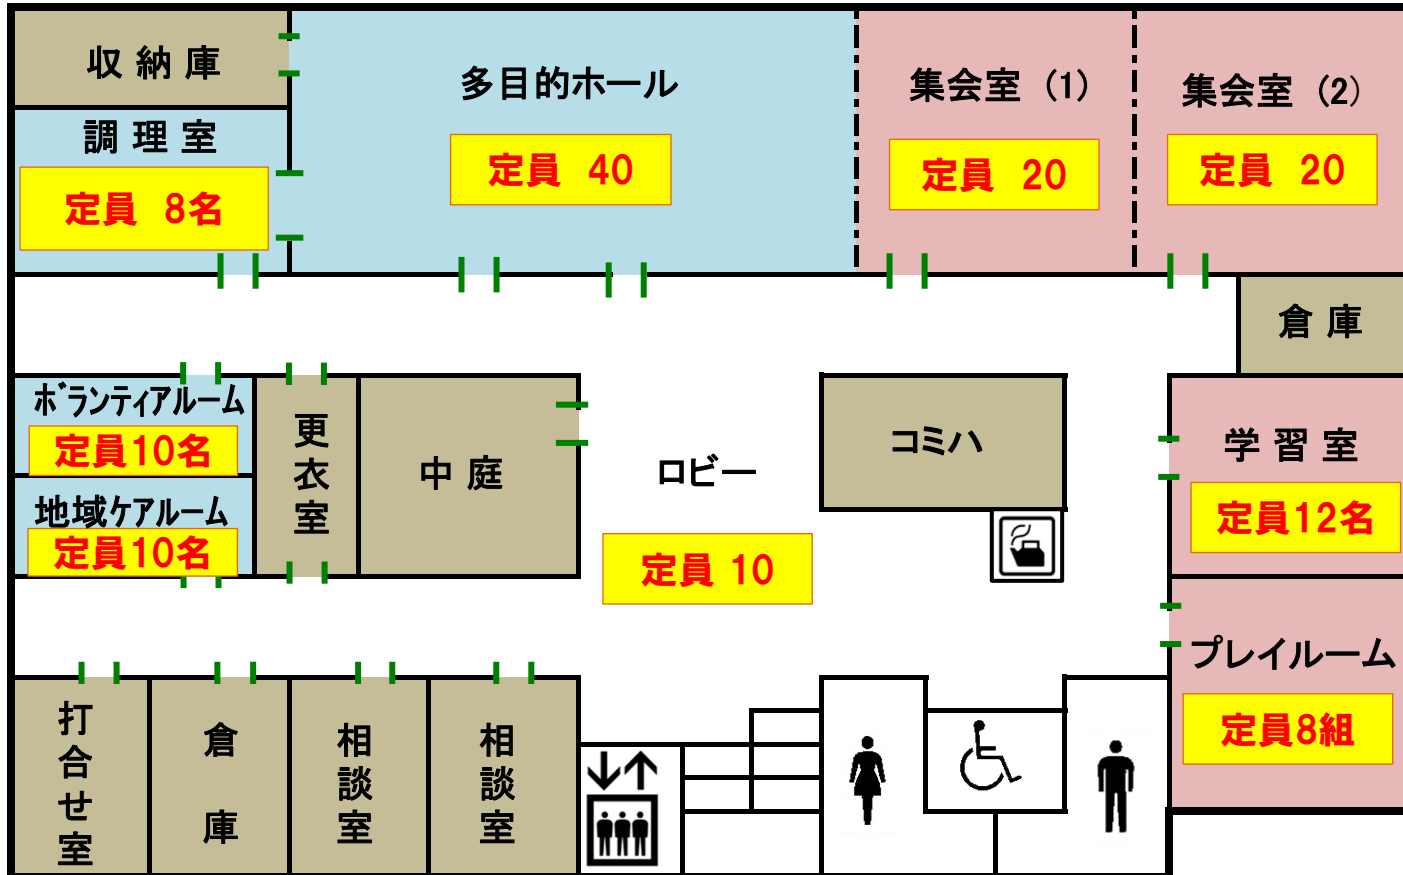 収納庫
多目的ホール
集会室 (1)
集会室 (2)
調理室
定員 8名
定員 40
定員 20
定員 20
倉庫
ボランティアルーム
定員10名
地域ケアルーム
定員10名
更衣室
中庭
ロビー
定員 10
コミハ
学習室
定員12名
プレイルーム
定員8組
打合せ室
倉庫
相談室
相談室